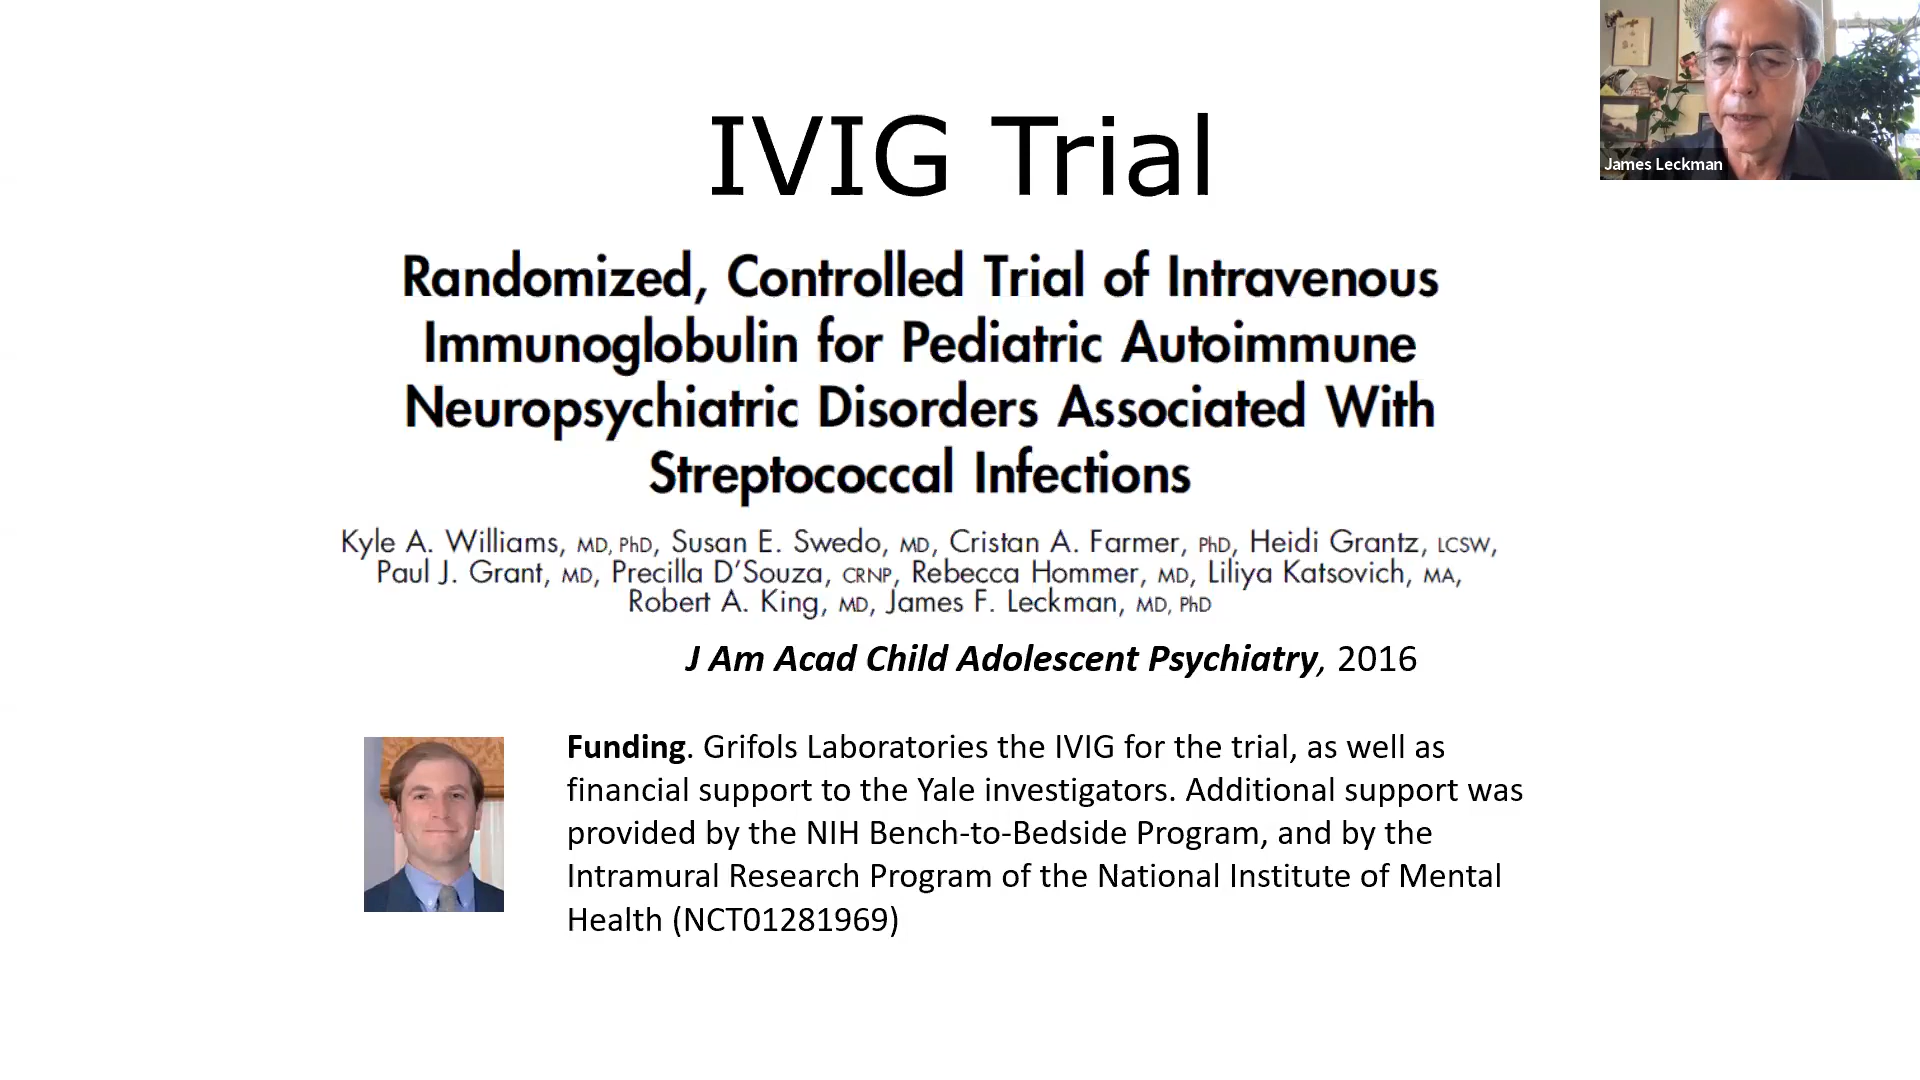 IVIG Trial
James Leckman
Randomized, Controlled Trial of Intravenous
Immunoglobulin for Pediatric Autoimmune
Neuropsychiatric Disorders Associated With
Streptococcal Infections
Kyle A. Williams, MD, PhD, Susan E. Swedo, MD, Cristan A. Farmer, PhD, Heidi Grantz, LCSW,
Paul J. Grant, MD, Precilla D'Souza, CRNP, Rebecca Hommer, MD, Liliya Katsovich, MA,
Robert A. King, MD, James F. Leckman, MD, PhD
J Am Acad Child Adolescent Psychiatry, 2016
Funding. Grifols Laboratories the IVIG for the trial, as well as
financial support to the Yale investigators. Additional support was
provided by the NIH Bench-to-Bedside Program, and by the
Intramural Research Program of the National Institute of Mental
Health (NCT01281969)